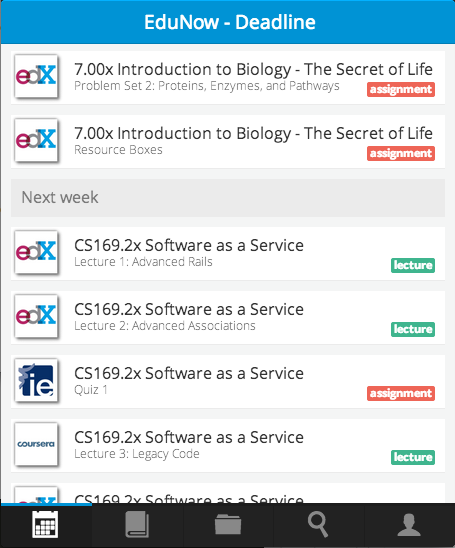 EduNow - Deadline
edX
7.00x Introduction to Biology - The Secret of Life
Problem Set 2: Proteins, Enzymes, and Pathways
assignment
edX
7.00x Introduction to Biology - The Secret of Life
Resource Boxes
assignment
Next week
edX
CS169.2x Software as a Service
Lecture 1: Advanced Rails
lecture
edX
CS169.2x Software as a Service
Lecture 2: Advanced Associations
lecture
ie
CS169.2x Software as a Service
Quiz 1
assignment
coursera
CS169.2x Software as a Service
Lecture 3: Legacy Code
lecture
edX
CS169.2x Software as a Service